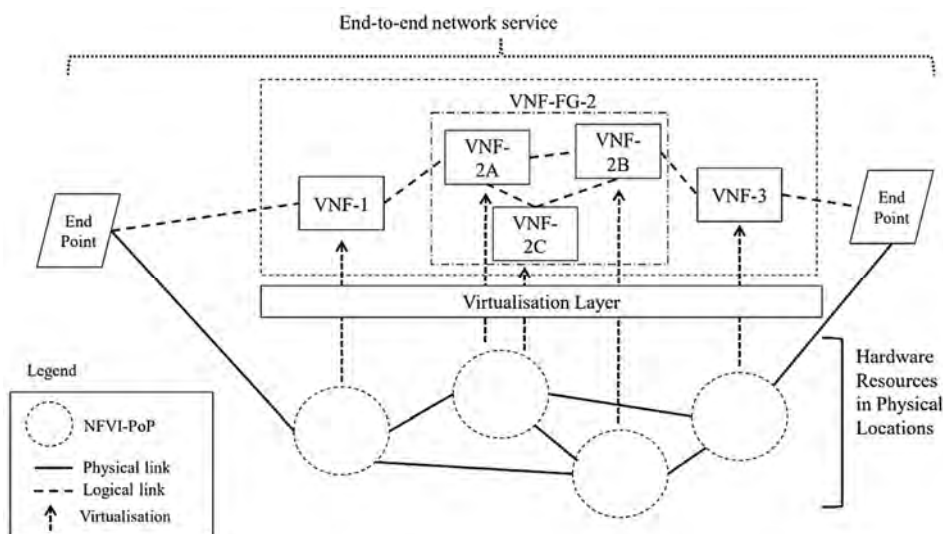 End-to-end network service
VNF-FG-2
VNF-
2A
VNF-
2B
VNF-1
VNF-
2C
VNF-3
End
Point
End
Point
Virtualisation Layer
Hardware
Resources
in Physical
Locations
Legend
NFVI-PoP
Physical link
Logical link
Virtualisation